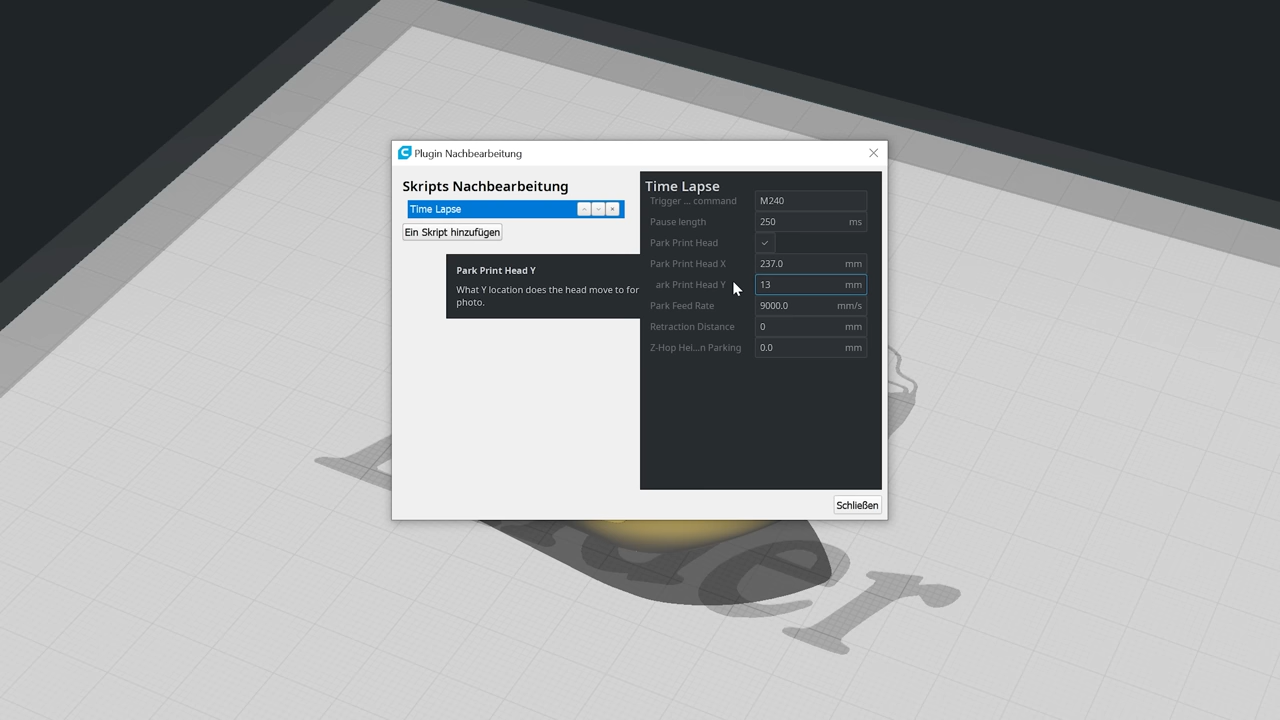 Plugin Nachbearbeitung
Skripts Nachbearbeitung
Time Lapse
Ein Skript hinzufügen
Park Print Head Y
What Y location does the head move to for
photo.
Time Lapse
Trigger ... command M240
Pause length 250 ms
Park Print Head
Park Print Head X 237.0 mm
ark Print Head Y 13 mm
Park Feed Rate 9000.0 mm/s
Retraction Distance 0 mm
Z-Hop Hei...n Parking 0.0 mm
Schließen
er